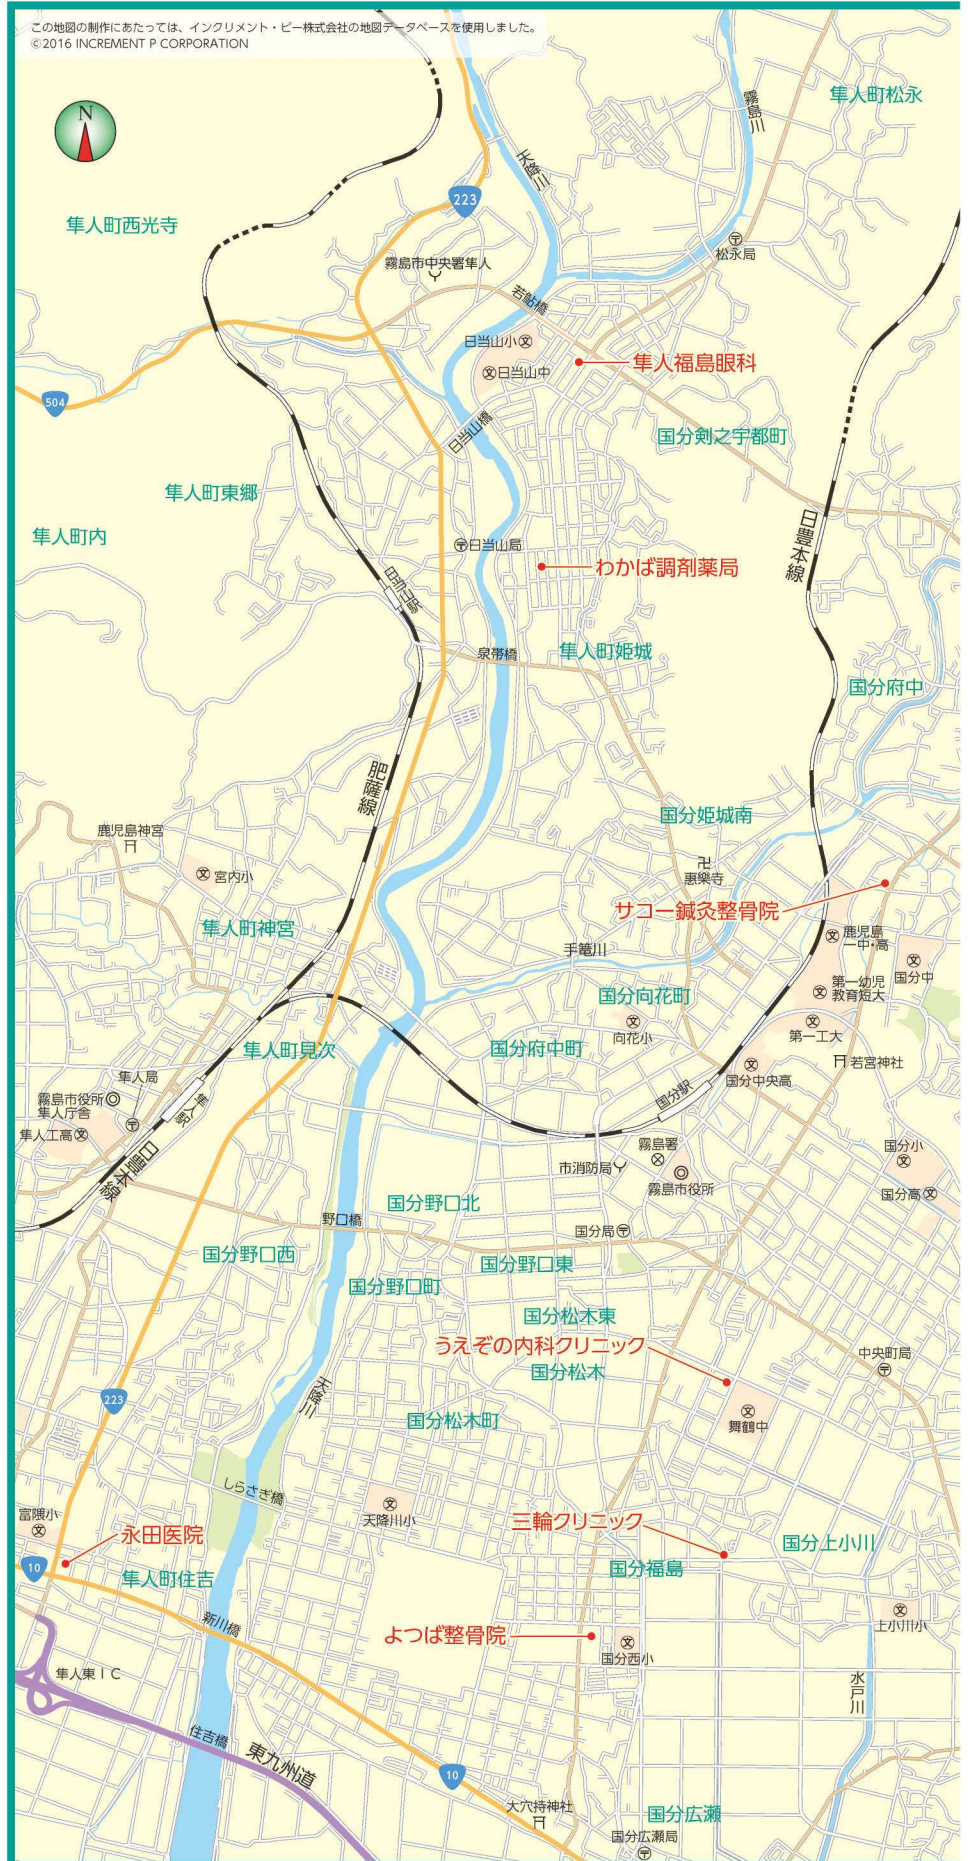 この地図の制作にあたっては、インクリメント・ピー株式会社の地図データベースを使用しました。
©2016 INCREMENT P CORPORATION
N
隼人町松永
霧島川
天降川
223
隼人町西光寺
松永局
霧島市中央署隼人
若鮎橋
日当山小
隼人福島眼科
日当山中
504
日当山橋
国分剣之宇都町
隼人町東郷
日豊本線
隼人町内
日当山局
わかば調剤薬局
日当山駅
泉帯橋
隼人町姫城
国分府中
肥薩線
国分姫城南
鹿児島神宮
宮内小
惠樂寺
サコー鍼灸整骨院
隼人町神宮
鹿児島
一中・高
手篭川
国分中
第一幼児
教育短大
国分向花町
向花小
第一工大
隼人町見次
国分府中町
若宮神社
国分中央高
隼人局
国分駅
霧島市役所
隼人庁舎
隼人駅
隼人工高
霧島署
国分小
市消防局
霧島市役所
日豊本線
国分高
国分野口北
野口橋
国分局
国分野口西
国分野口東
国分野口町
国分松木東
うえぞの内科クリニック
中央町局
国分松木
223
天降川
国分松木町
舞鶴中
しらさぎ橋
富隈小
天降川小
三輪クリニック
永田医院
国分上小川
10
隼人町住吉
国分福島
新川橋
上小川小
よつば整骨院
国分西小
隼人東IC
水戸川
住吉橋
東九州道
10
大穴持神社
国分広瀬
国分広瀬局